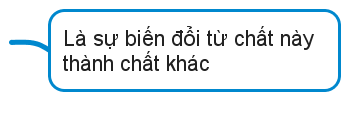 Là sự biến đổi từ chất này
thành chất khác